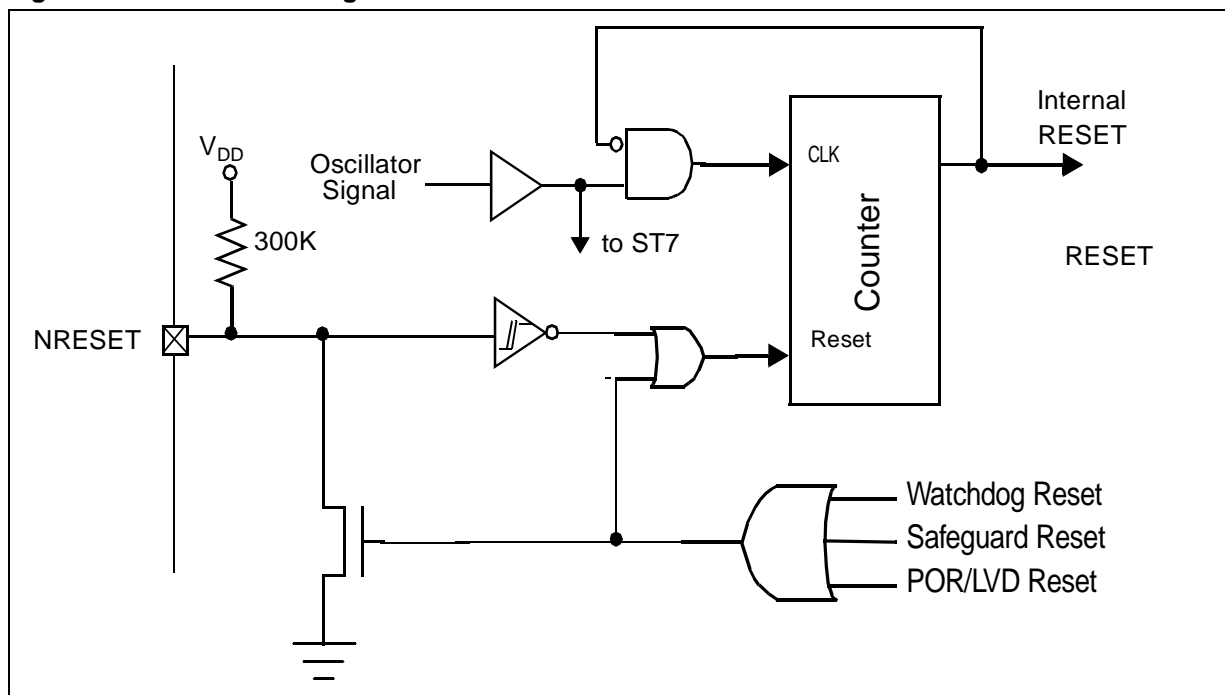 Internal
RESET
CLK
V_DD
Oscillator
Signal
300K
to ST7
Counter
RESET
NRESET
Reset
Watchdog Reset
Safeguard Reset
POR/LVD Reset